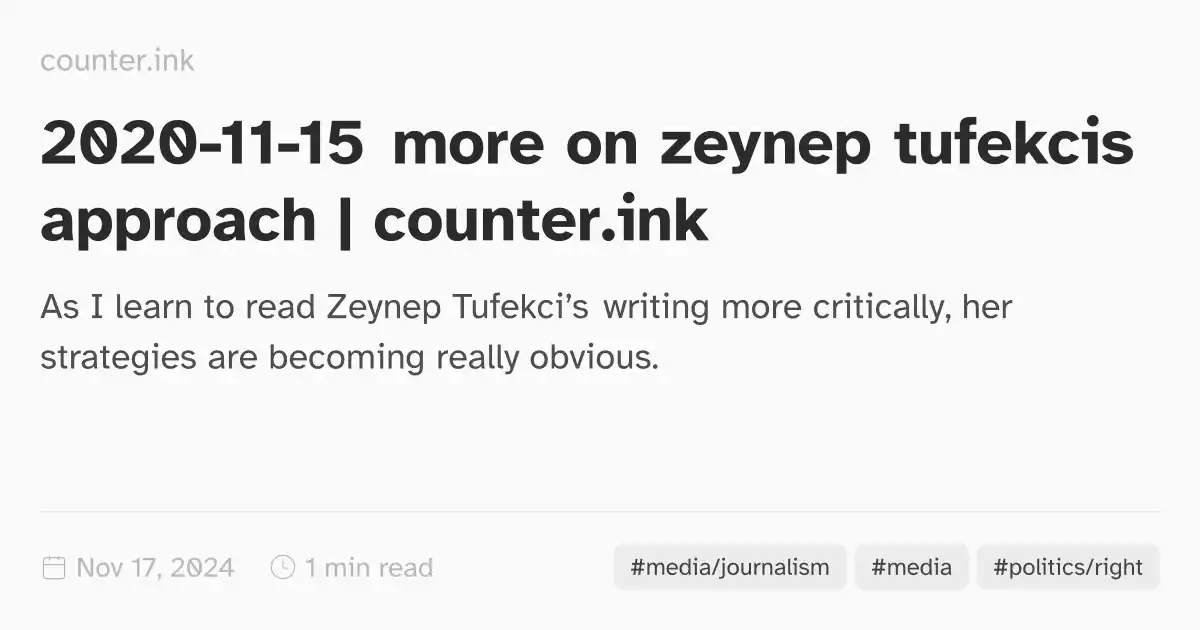 counter.ink
2020-11-15 more on zeynep tufekcis
approach | counter.ink
As I learn to read Zeynep Tufekci’s writing more critically, her
strategies are becoming really obvious.
Nov 17, 2024 1 min read #media/journalism #media #politics/right